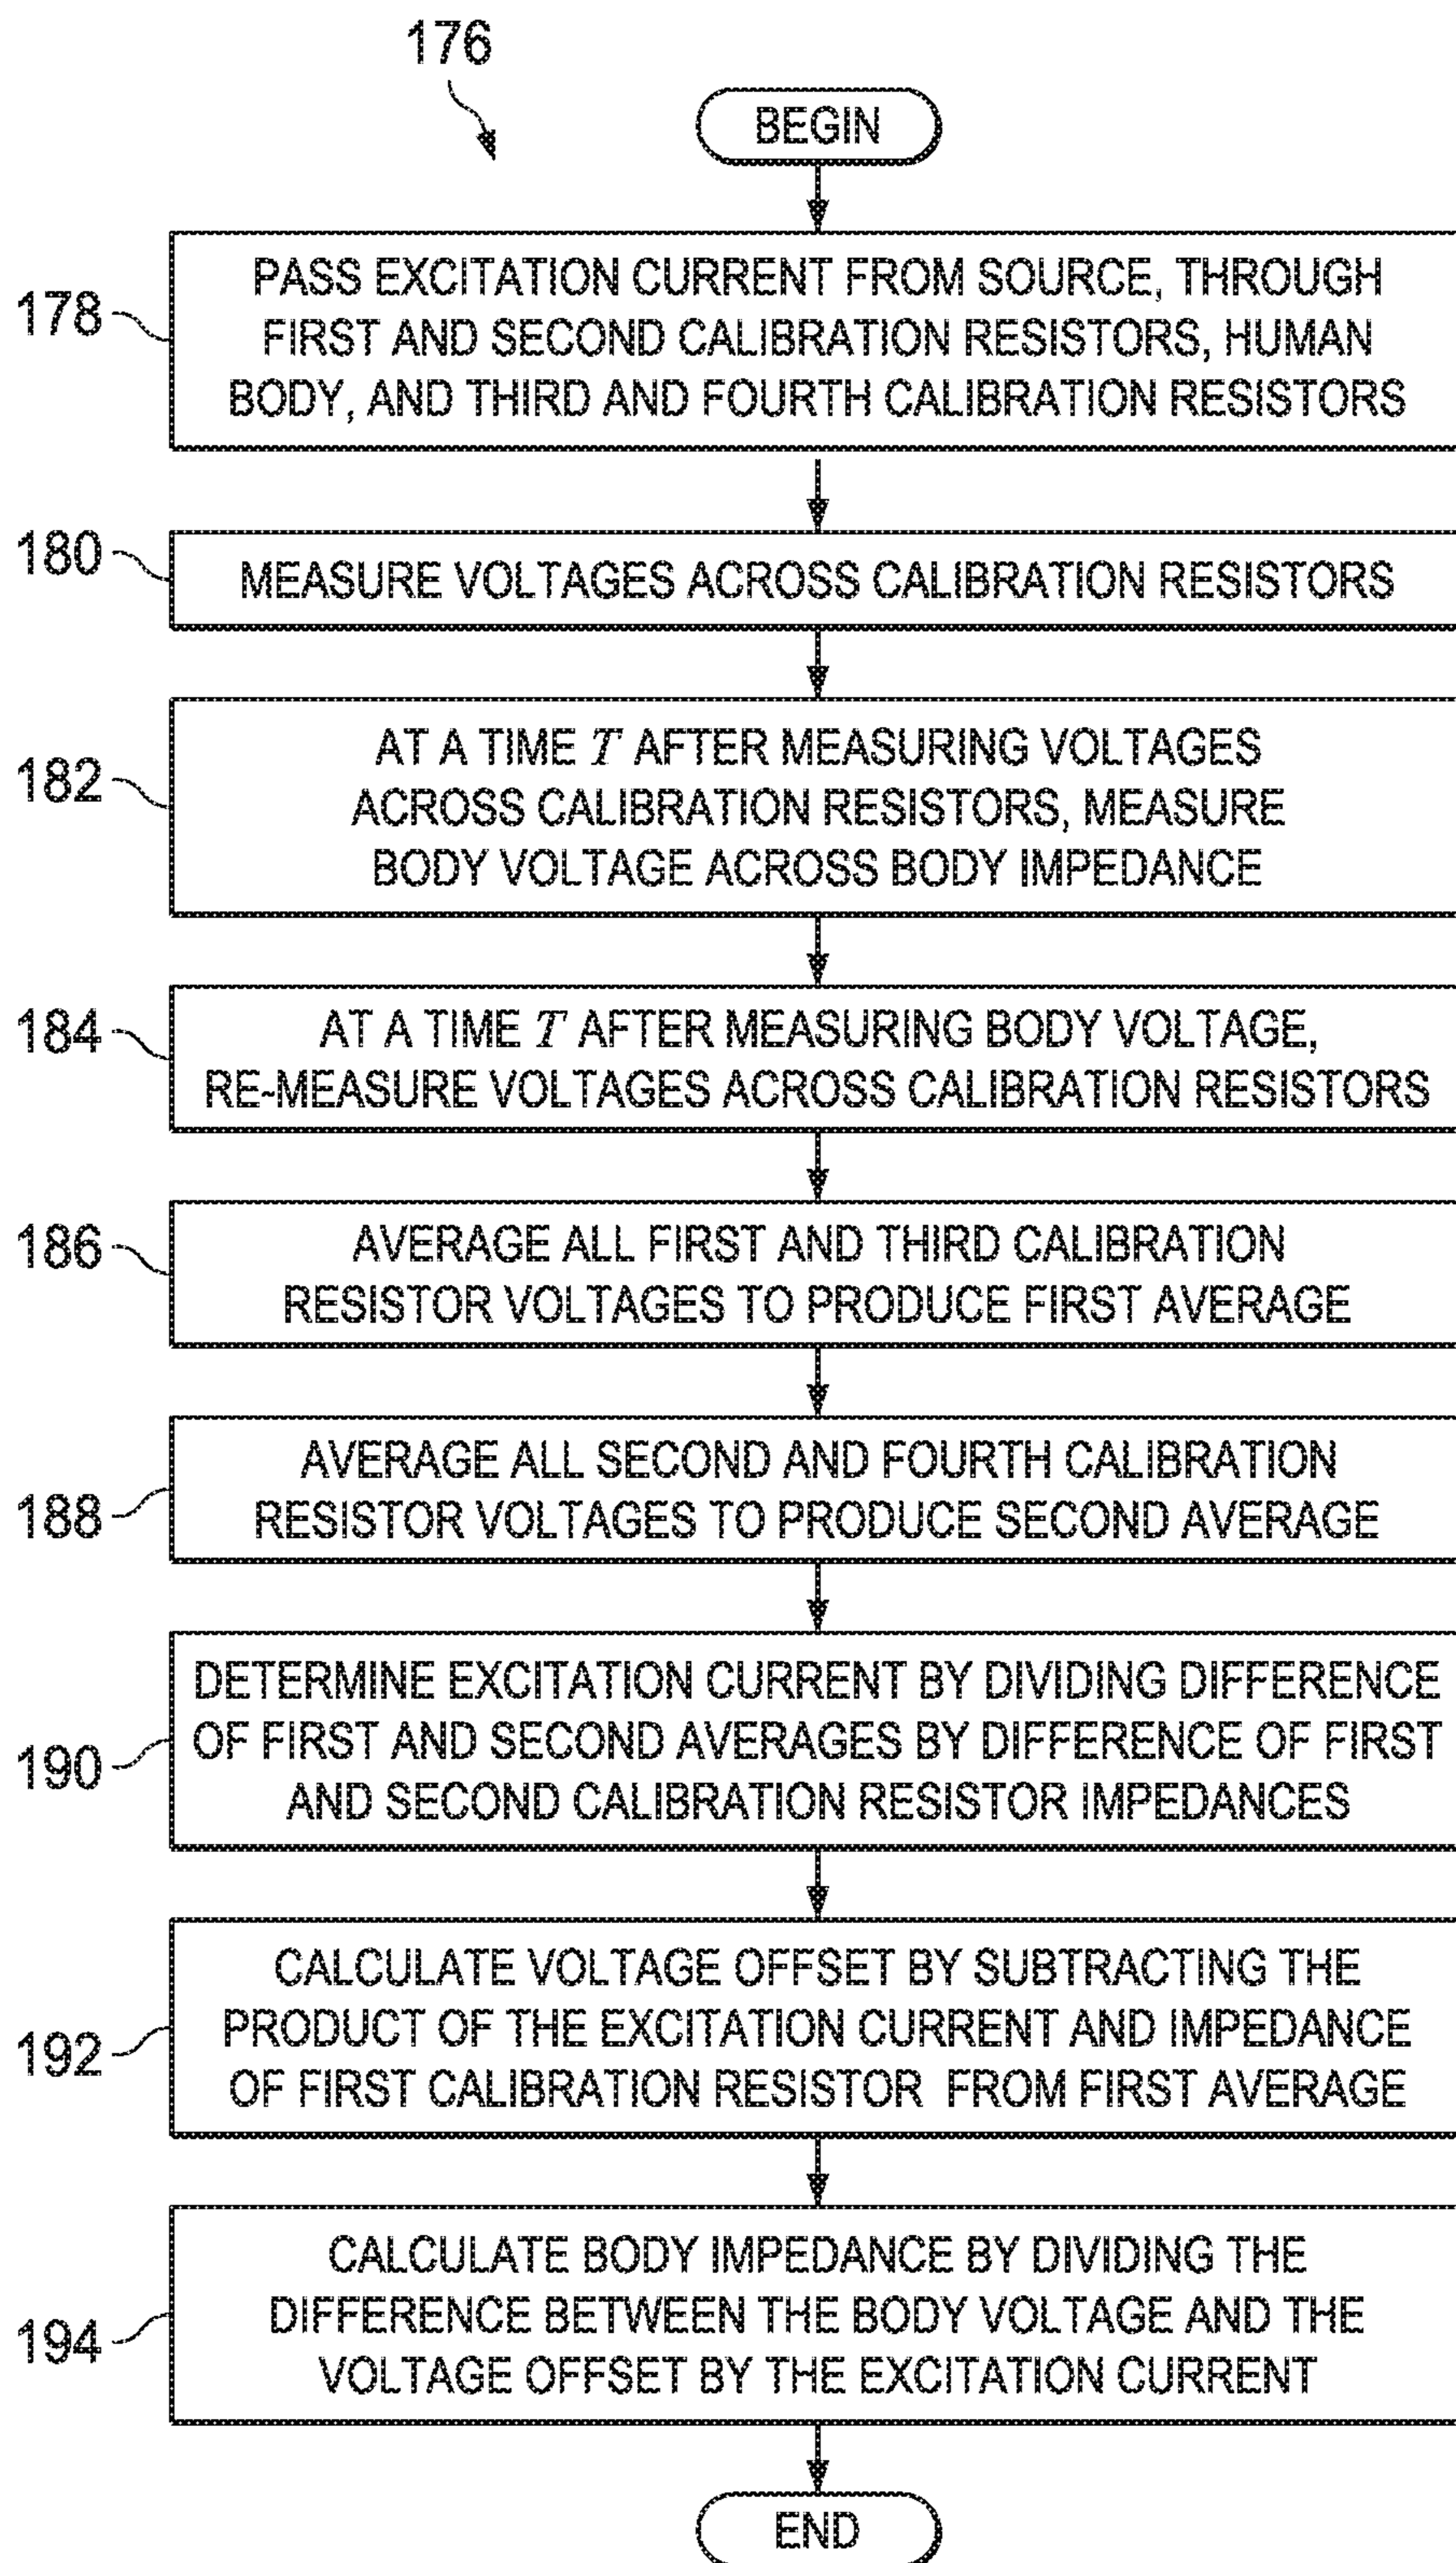 176
BEGIN
178
PASS EXCITATION CURRENT FROM SOURCE, THROUGH
FIRST AND SECOND CALIBRATION RESISTORS, HUMAN
BODY, AND THIRD AND FOURTH CALIBRATION RESISTORS
180
MEASURE VOLTAGES ACROSS CALIBRATION RESISTORS
182
AT A TIME T AFTER MEASURING VOLTAGES
ACROSS CALIBRATION RESISTORS, MEASURE
BODY VOLTAGE ACROSS BODY IMPEDANCE
184
AT A TIME T AFTER MEASURING BODY VOLTAGE,
RE-MEASURE VOLTAGES ACROSS CALIBRATION RESISTORS
186
AVERAGE ALL FIRST AND THIRD CALIBRATION
RESISTOR VOLTAGES TO PRODUCE FIRST AVERAGE
188
AVERAGE ALL SECOND AND FOURTH CALIBRATION
RESISTOR VOLTAGES TO PRODUCE SECOND AVERAGE
190
DETERMINE EXCITATION CURRENT BY DIVIDING DIFFERENCE
OF FIRST AND SECOND AVERAGES BY DIFFERENCE OF FIRST
AND SECOND CALIBRATION RESISTOR IMPEDANCES
192
CALCULATE VOLTAGE OFFSET BY SUBTRACTING THE
PRODUCT OF THE EXCITATION CURRENT AND IMPEDANCE
OF FIRST CALIBRATION RESISTOR FROM FIRST AVERAGE
194
CALCULATE BODY IMPEDANCE BY DIVIDING THE
DIFFERENCE BETWEEN THE BODY VOLTAGE AND THE
VOLTAGE OFFSET BY THE EXCITATION CURRENT
END